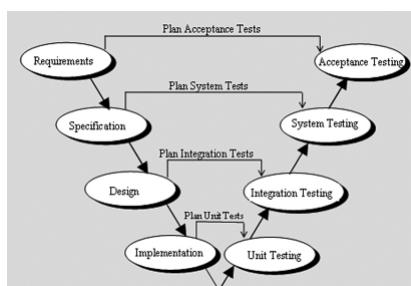 Plan Acceptance Tests
Requirements
Acceptance Testing
Plan System Tests
Specification
System Testing
Plan Integration Tests
Design
Integration Testing
Plan Unit Tests
Implementation
Unit Testing